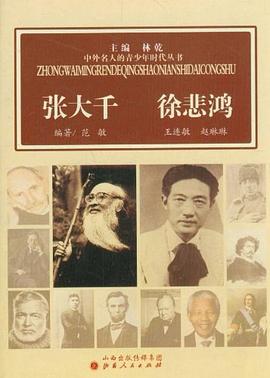 主编 林 乾
中外名人的青少年时代丛书
ZHONGWAIMINGRENDEQINGSHAONIANSHIDAICONGSHU
张大千 徐悲鸿
编著/范 敏 王连敏 赵琳琳
山西出版传媒集团
山西人民出版社